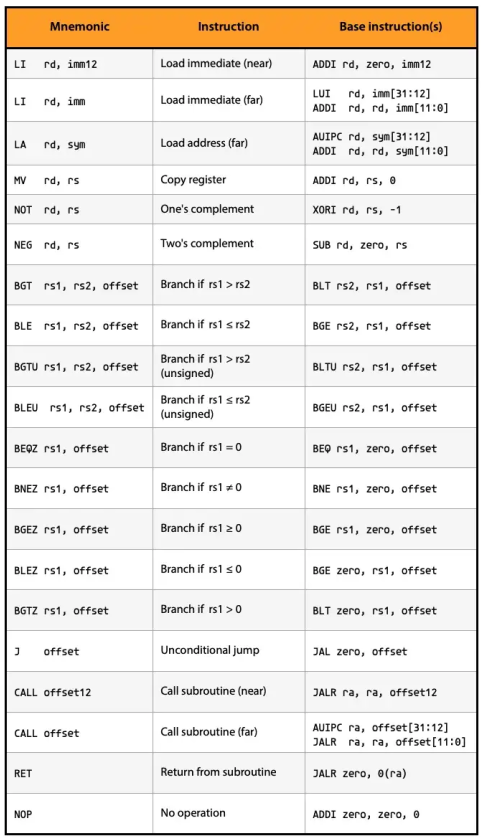 Mnemonic Instruction Base instruction(s)
LI rd, imm12 Load immediate (near) ADDI rd, zero, imm12
LI rd, imm Load immediate (far) LUI rd, imm[31:12]
ADDI rd, rd, imm[11:0]
LA rd, sym Load address (far) AUIPC rd, sym[31:12]
ADDI rd, rd, sym[11:0]
MV rd, rs Copy register ADDI rd, rs, 0
NOT rd, rs One's complement XORI rd, rs, -1
NEG rd, rs Two's complement SUB rd, zero, rs
BGT rs1, rs2, offset Branch if rs1 > rs2 BLT rs2, rs1, offset
BLE rs1, rs2, offset Branch if rs1 ≤ rs2 BGE rs2, rs1, offset
BGTU rs1, rs2, offset Branch if rs1 > rs2 (unsigned) BLTU rs2, rs1, offset
BLEU rs1, rs2, offset Branch if rs1 ≤ rs2 (unsigned) BGEU rs2, rs1, offset
BEQZ rs1, offset Branch if rs1 = 0 BEQ rs1, zero, offset
BNEZ rs1, offset Branch if rs1 ≠ 0 BNE rs1, zero, offset
BGEZ rs1, offset Branch if rs1 ≥ 0 BGE rs1, zero, offset
BLEZ rs1, offset Branch if rs1 ≤ 0 BGE zero, rs1, offset
BGTZ rs1, offset Branch if rs1 > 0 BLT zero, rs1, offset
J offset Unconditional jump JAL zero, offset
CALL offset12 Call subroutine (near) JALR ra, ra, offset12
CALL offset Call subroutine (far) AUIPC ra, offset[31:12]
JALR ra, ra, offset[11:0]
RET Return from subroutine JALR zero, 0(ra)
NOP No operation ADDI zero, zero, 0